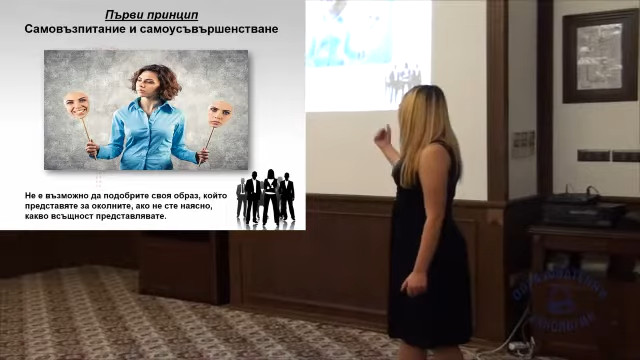 Първи принцип
Самовъзпитание и самоусъвършенстване
Не е възможно да подобрите своя образ, който
представяте за околните, ако не сте наясно,
какво всъщност представлявате.